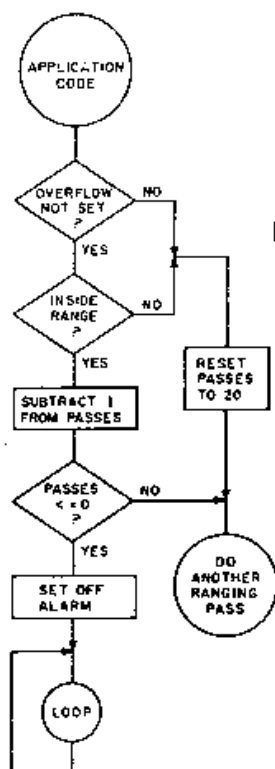 APPLICATION
CODE
OVERFLOW
NOT SET
?
NO
YES
INSIDE
RANGE
?
NO
YES
RESET
PASSES
TO 20
SUBTRACT 1
FROM PASSES
PASSES
<=0
?
NO
YES
DO
ANOTHER
RANGING
PASS
SET OFF
ALARM
LOOP